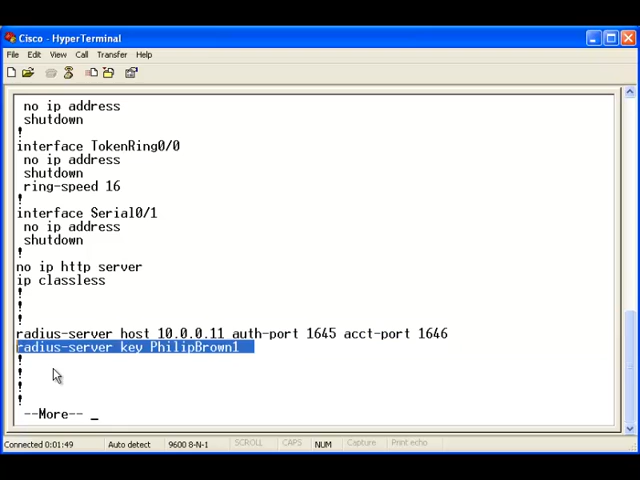 Cisco - HyperTerminal
File Edit View Call Transfer Help
no ip address
shutdown
!
interface TokenRing0/0
no ip address
shutdown
ring-speed 16
!
interface Serial0/1
no ip address
shutdown
!
no ip http server
ip classless
!
!
!
radius-server host 10.0.0.11 auth-port 1645 acct-port 1646
radius-server key PhilipBrown1
!
!
!
!
--More-- _
Connected 0:01:49 Auto detect 9600 8-N-1 SCROLL CAPS NUM Capture Print echo